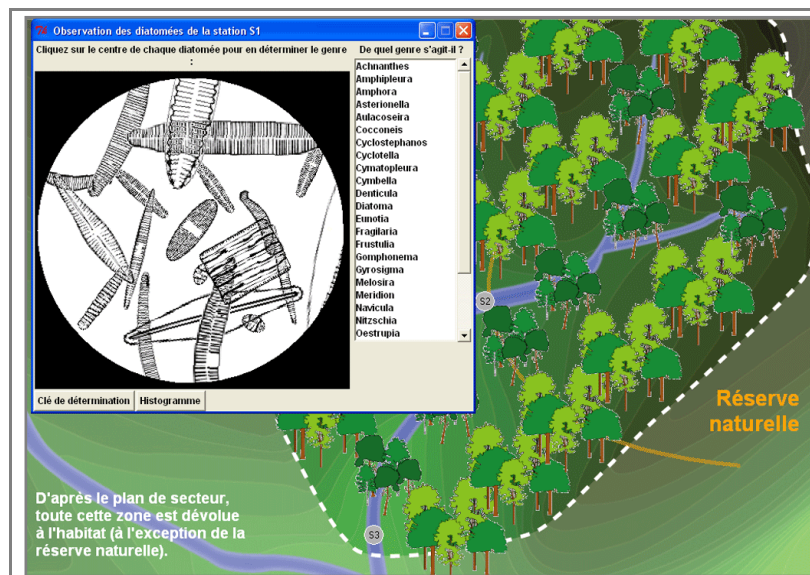 Observation des diatomées de la station S1
Cliquez sur le centre de chaque diatomée pour en déterminer le genre
:
De quel genre s'agit-il ?
Achnanthes
Amphipleura
Amphora
Asterionella
Aulacoseira
Cocconeis
Cyclostephanos
Cyclotella
Cymatopleura
Cymbella
Denticula
Diatoma
Eunotia
Fragilaria
Frustulia
Gomphonema
Gyrosigma
Melosira
Meridion
Navicula
Nitzschia
Oestrupia
Clé de détermination
Histogramme
S2
Réserve
naturelle
D'après le plan de secteur,
toute cette zone est dévolue
à l'habitat (à l'exception de la
réserve naturelle).
S3